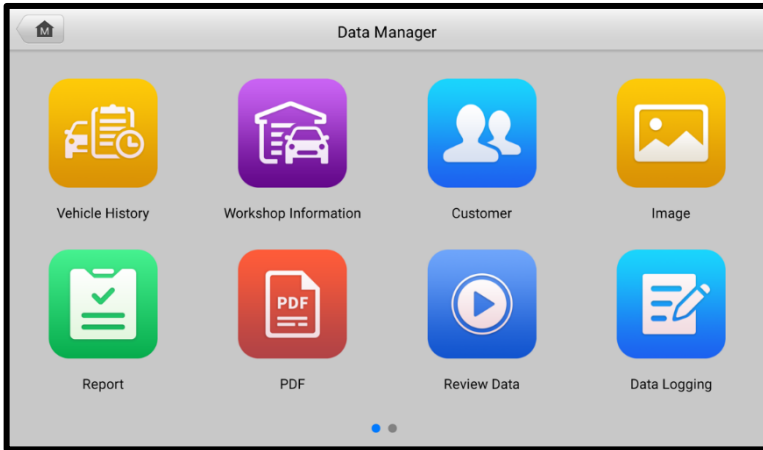 M
Data Manager
Vehicle History
Workshop Information
Customer
Image
PDF
Report
PDF
Review Data
Data Logging